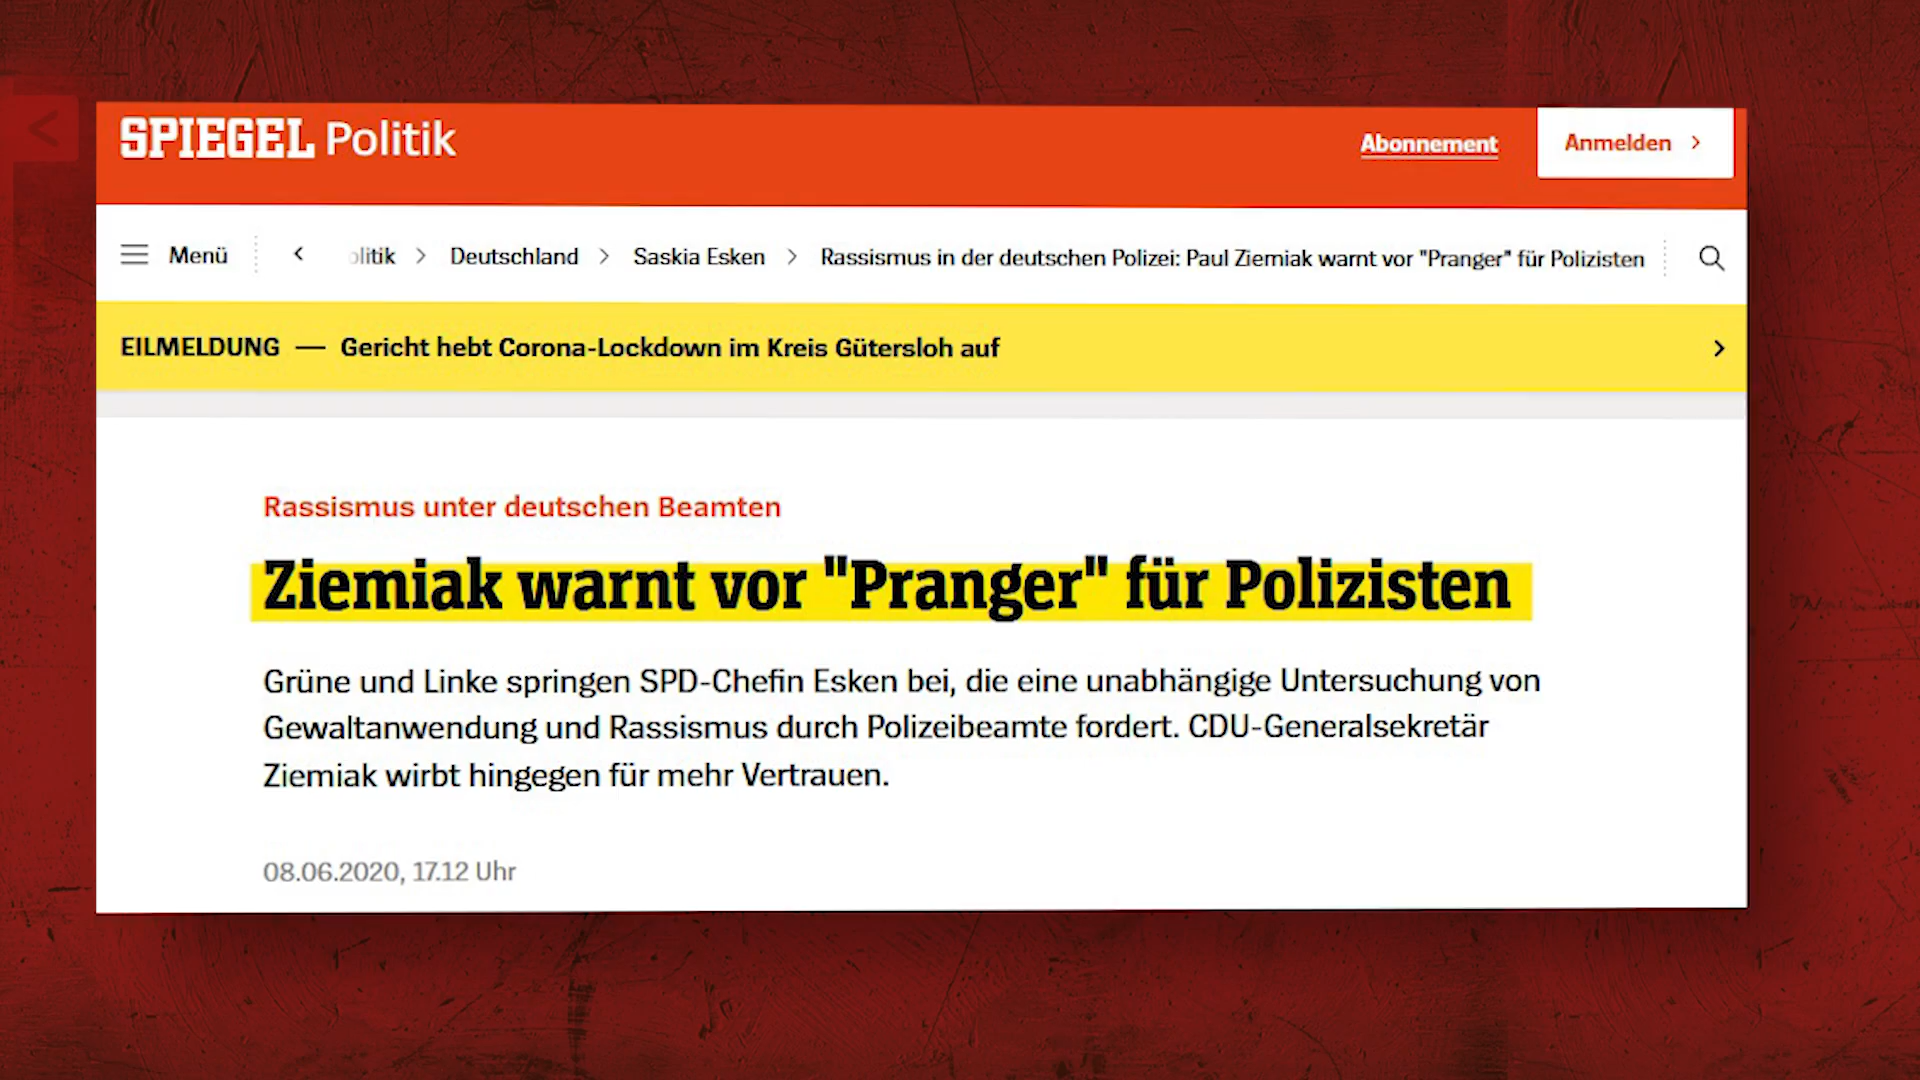 SPIEGEL Politik
Abonnement
Anmelden
Menü
olitik > Deutschland > Saskia Esken > Rassismus in der deutschen Polizei: Paul Ziemiak warnt vor "Pranger" für Polizisten
EILMELDUNG — Gericht hebt Corona-Lockdown im Kreis Gütersloh auf
Rassismus unter deutschen Beamten
Ziemiak warnt vor "Pranger" für Polizisten
Grüne und Linke springen SPD-Chefin Esken bei, die eine unabhängige Untersuchung von
Gewaltanwendung und Rassismus durch Polizeibeamte fordert. CDU-Generalsekretär
Ziemiak wirbt hingegen für mehr Vertrauen.
08.06.2020, 17.12 Uhr